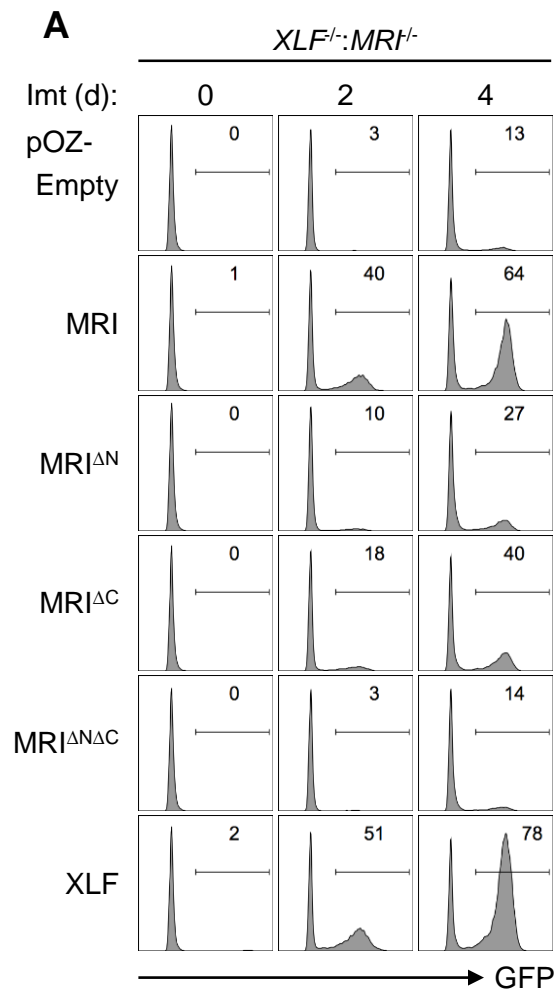 A
XLF-/-:MRI-/-
Imt (d): 0 2 4
pOZ-
Empty 0 3 13
MRI 1 40 64
MRIΔN 0 10 27
MRIΔC 0 18 40
MRIΔNΔC 0 3 14
XLF 2 51 78
GFP